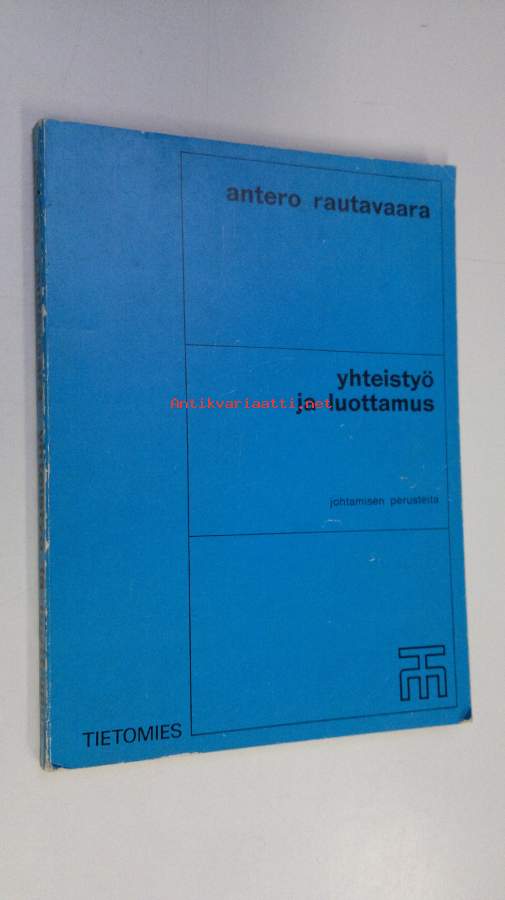 antero rautavaara
yhteistyö
ja luottamus
Antikvariaatti.net
johtamisen perusteita
TIETOMIES